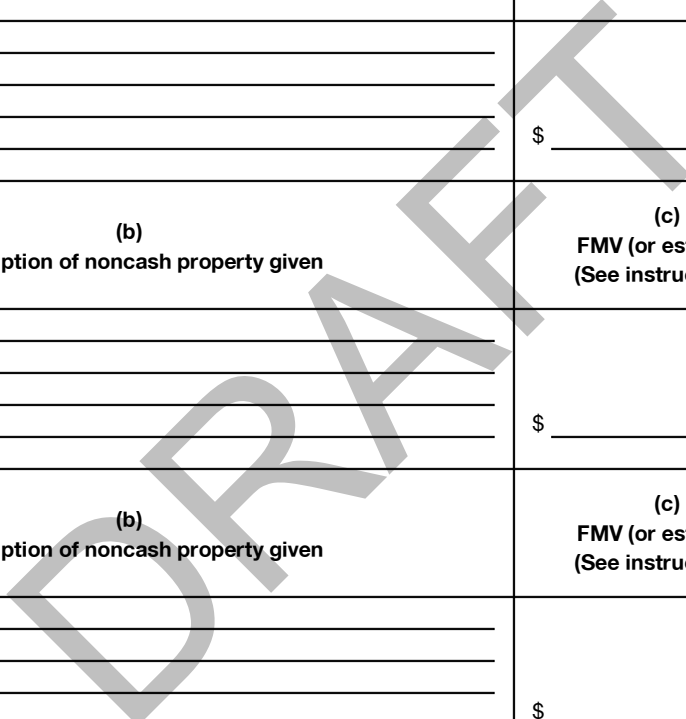 $
(b)
ption of noncash property given
(c)
FMV (or es
(See instru
$
(b)
ption of noncash property given
(c)
FMV (or es
(See instru
$
DRAFT